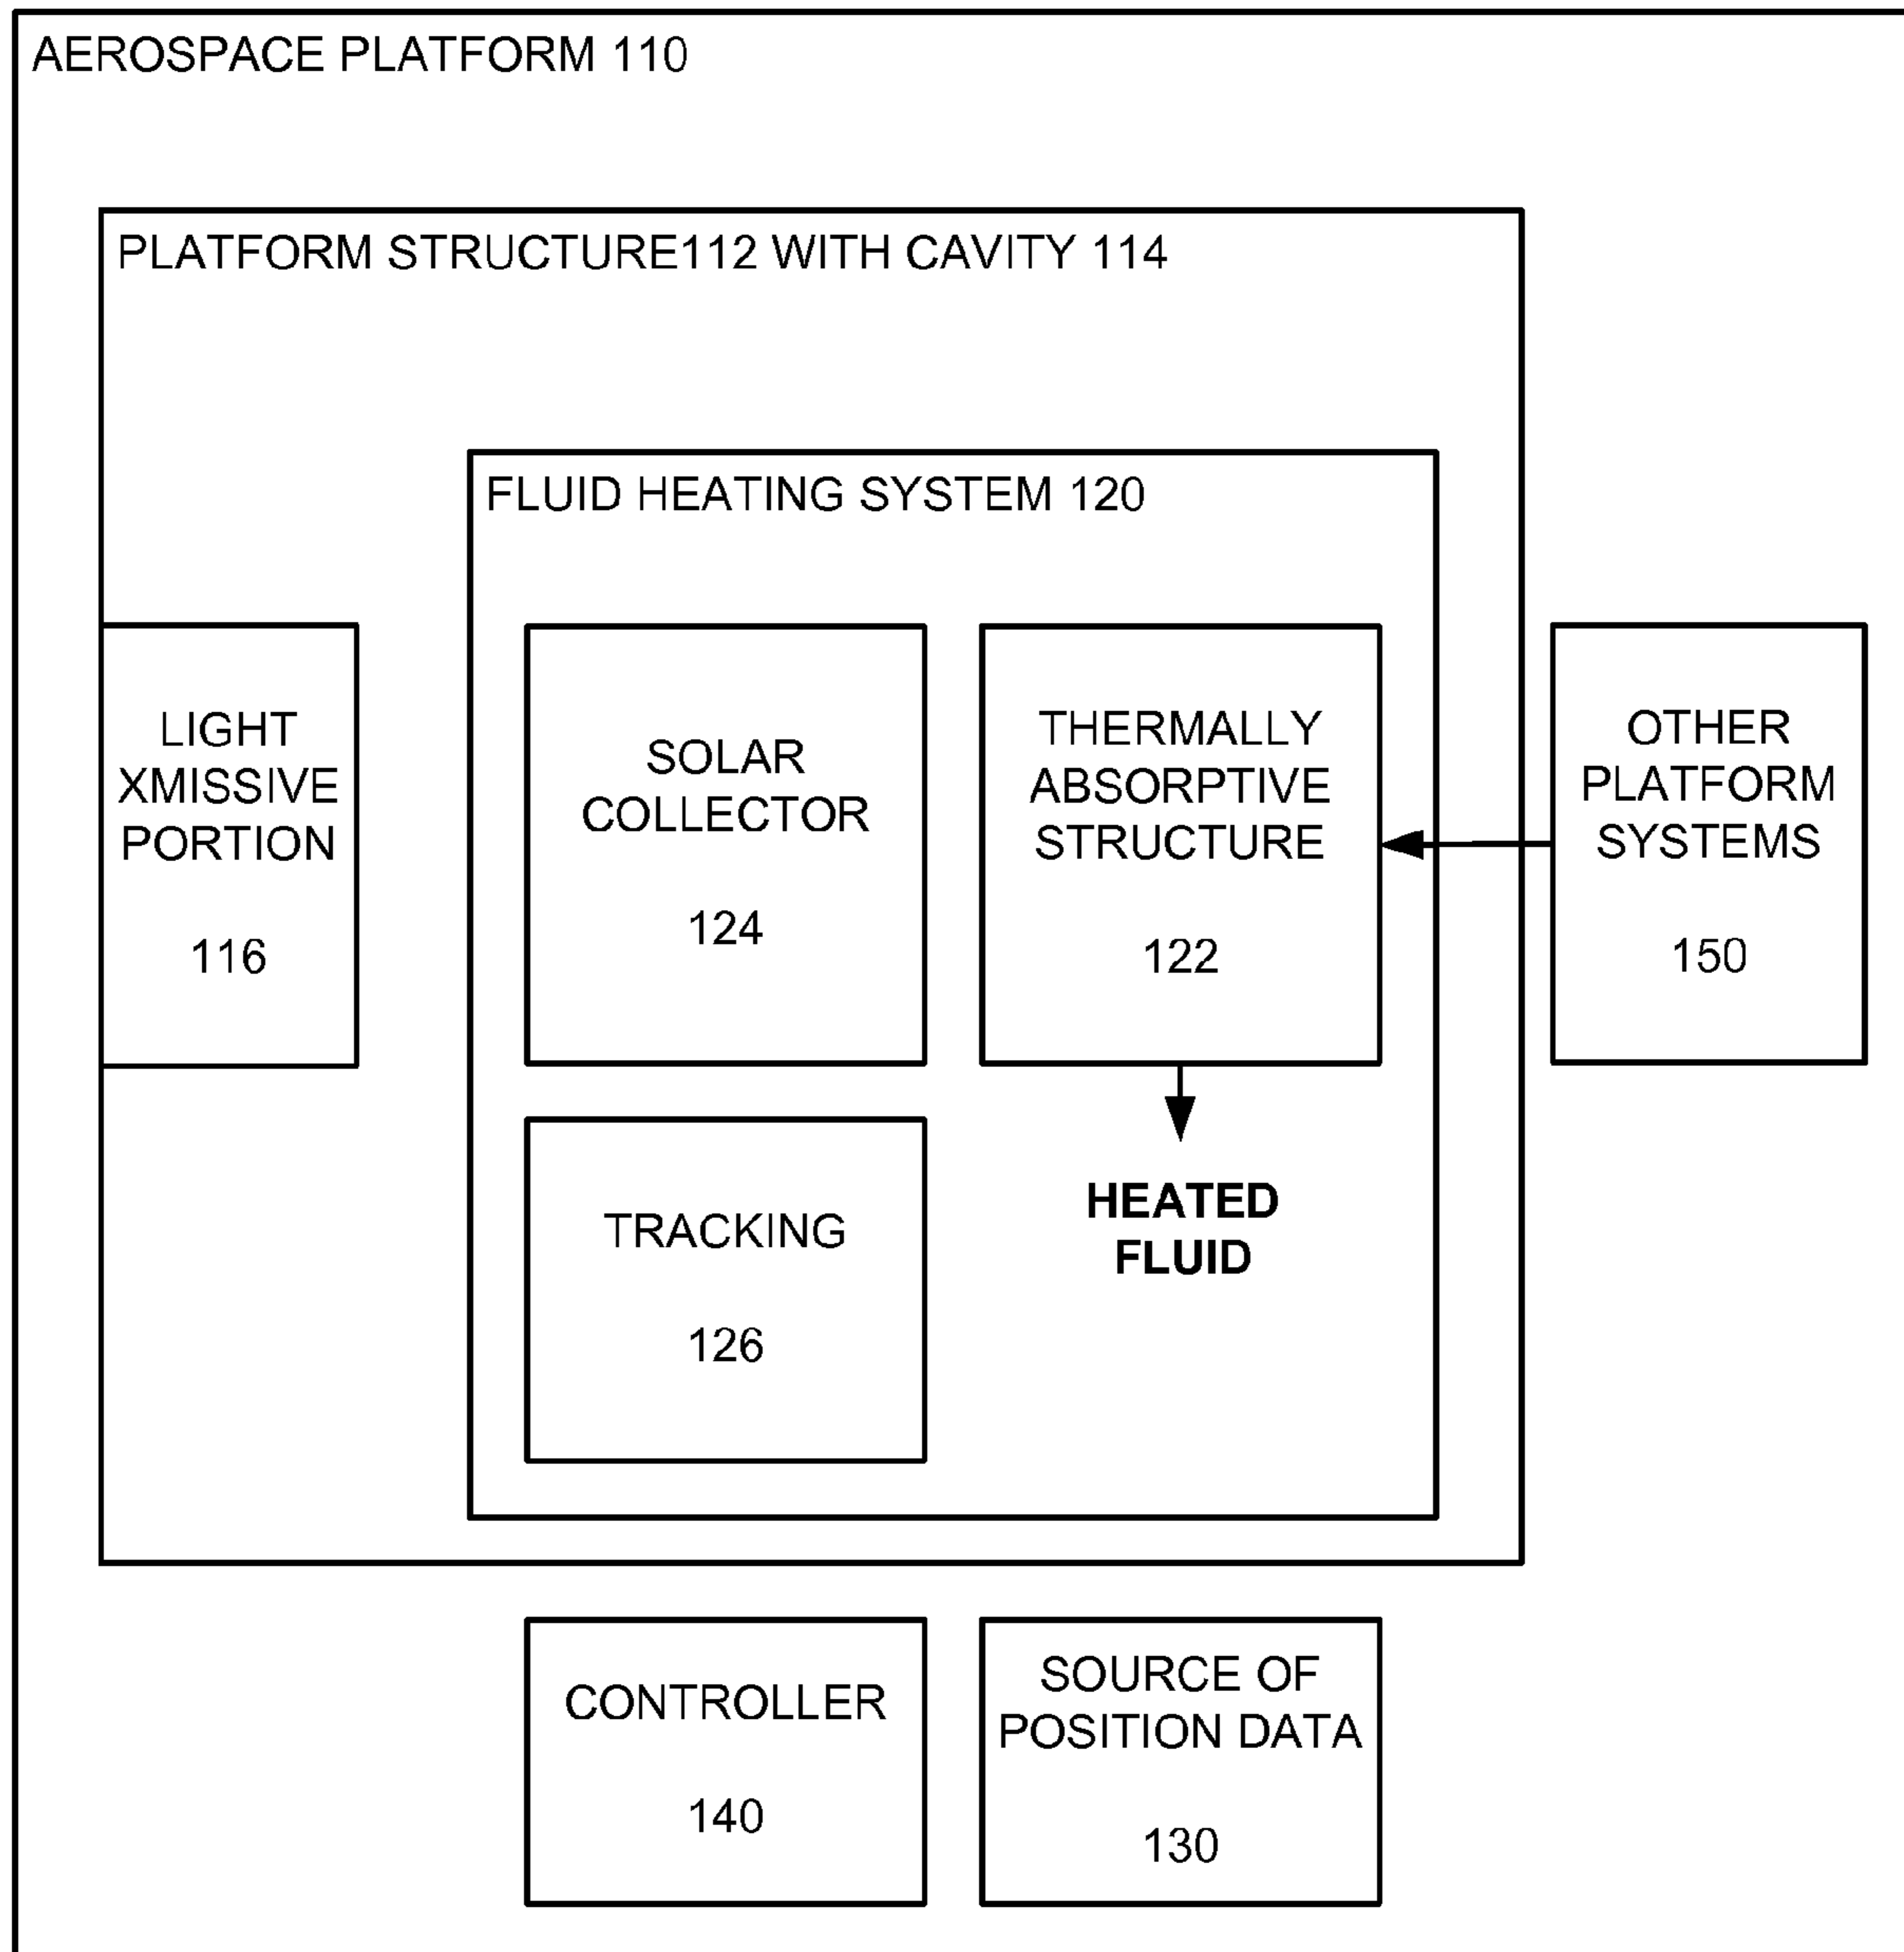 AEROSPACE PLATFORM 110
PLATFORM STRUCTURE112 WITH CAVITY 114
FLUID HEATING SYSTEM 120
LIGHT
XMISSIVE
PORTION
116
SOLAR
COLLECTOR
124
THERMALLY
ABSORPTIVE
STRUCTURE
122
OTHER
PLATFORM
SYSTEMS
150
TRACKING
126
HEATED
FLUID
CONTROLLER
140
SOURCE OF
POSITION DATA
130